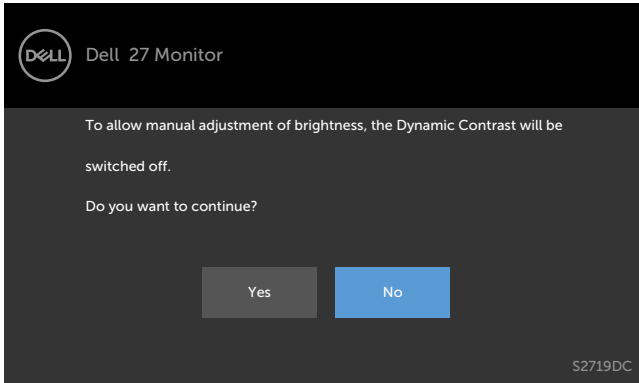 DELL
Dell 27 Monitor
To allow manual adjustment of brightness, the Dynamic Contrast will be
switched off.
Do you want to continue?
Yes
No
S2719DC